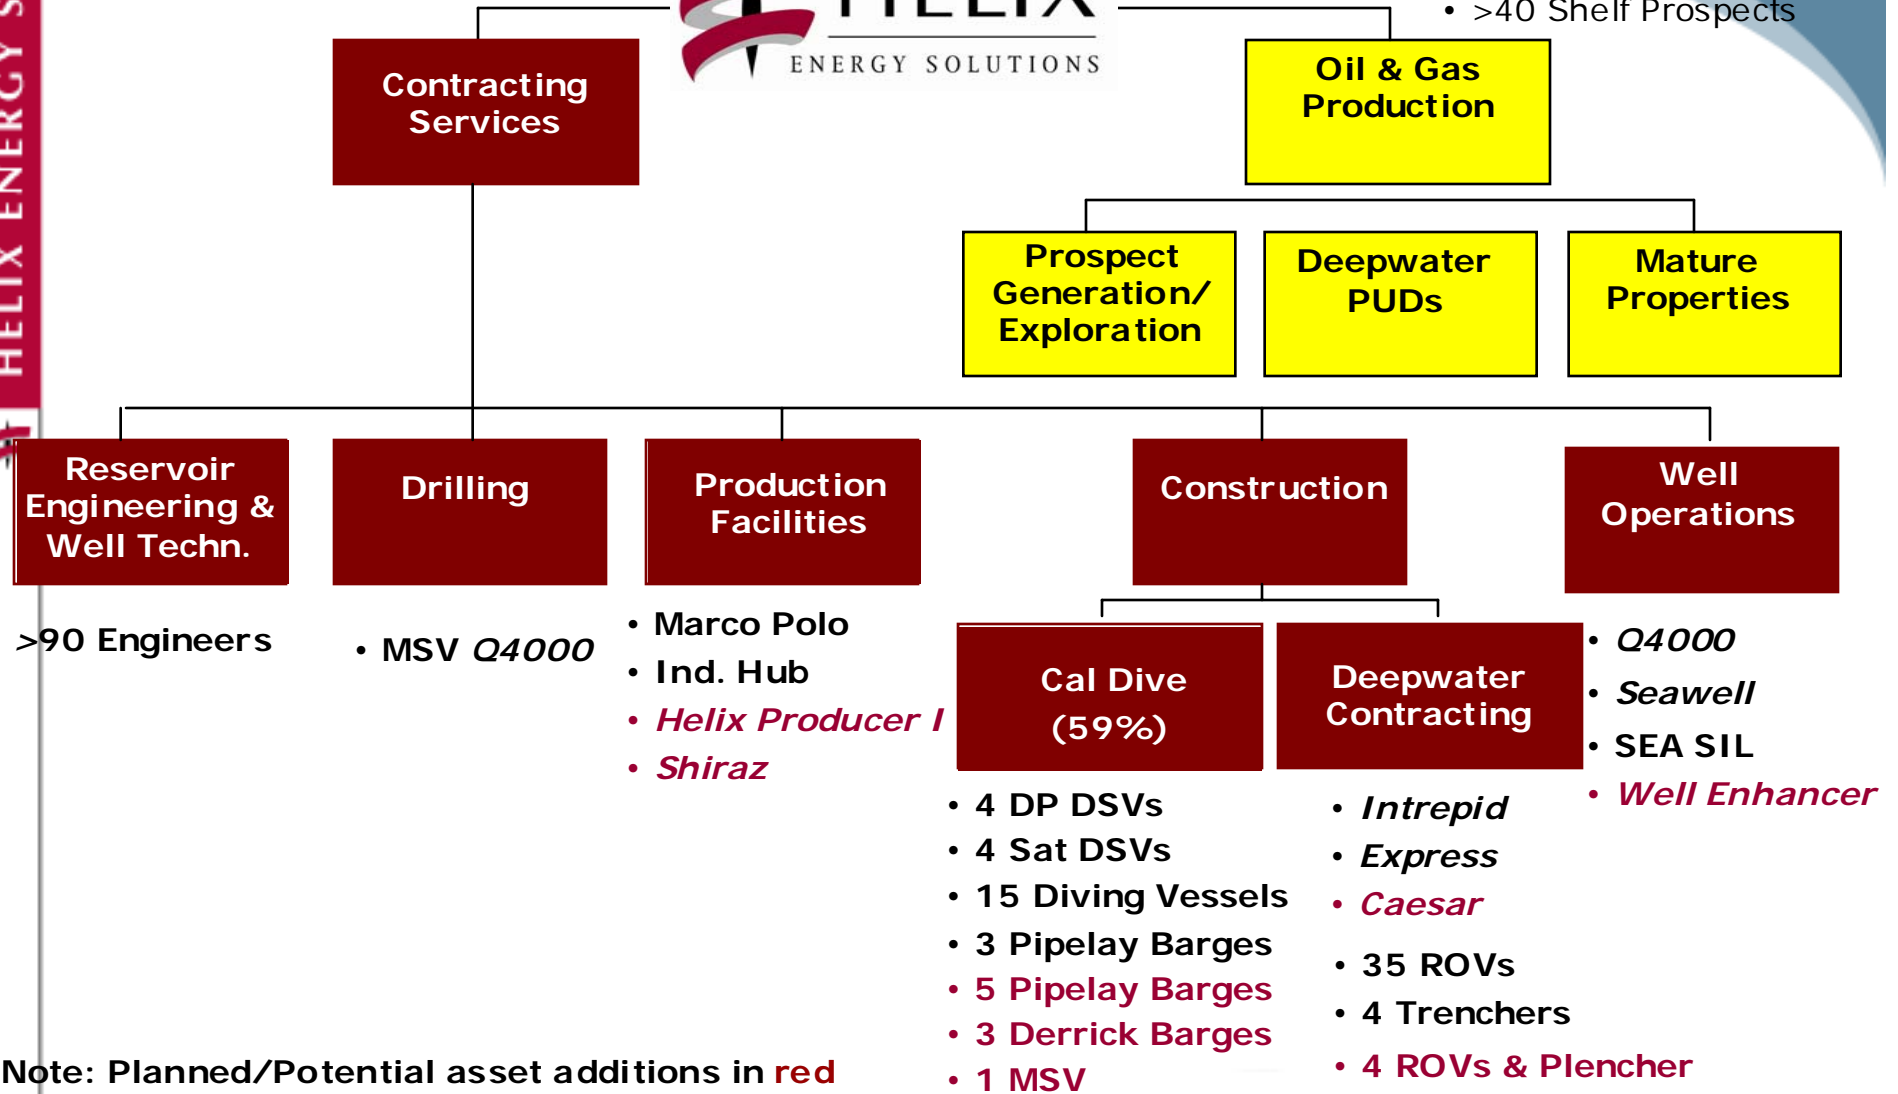 HELIX
ENERGY SOLUTIONS
• >40 Shelf Prospects
HELIX ENERGY S
Contracting
Services
Oil & Gas
Production
Prospect
Generation/
Exploration
Deepwater
PUDs
Mature
Properties
Reservoir
Engineering &
Well Techn.
Drilling
Production
Facilities
Construction
Well
Operations
>90 Engineers
• MSV Q4000
• Marco Polo
• Ind. Hub
• Helix Producer I
• Shiraz
Cal Dive
(59%)
Deepwater
Contracting
• Q4000
• Seawell
• SEA SIL
• Well Enhancer
• 4 DP DSVs
• 4 Sat DSVs
• 15 Diving Vessels
• 3 Pipelay Barges
• 5 Pipelay Barges
• 3 Derrick Barges
• 1 MSV
• Intrepid
• Express
• Caesar
• 35 ROVs
• 4 Trenchers
• 4 ROVs & Plencher
Note: Planned/Potential asset additions in red